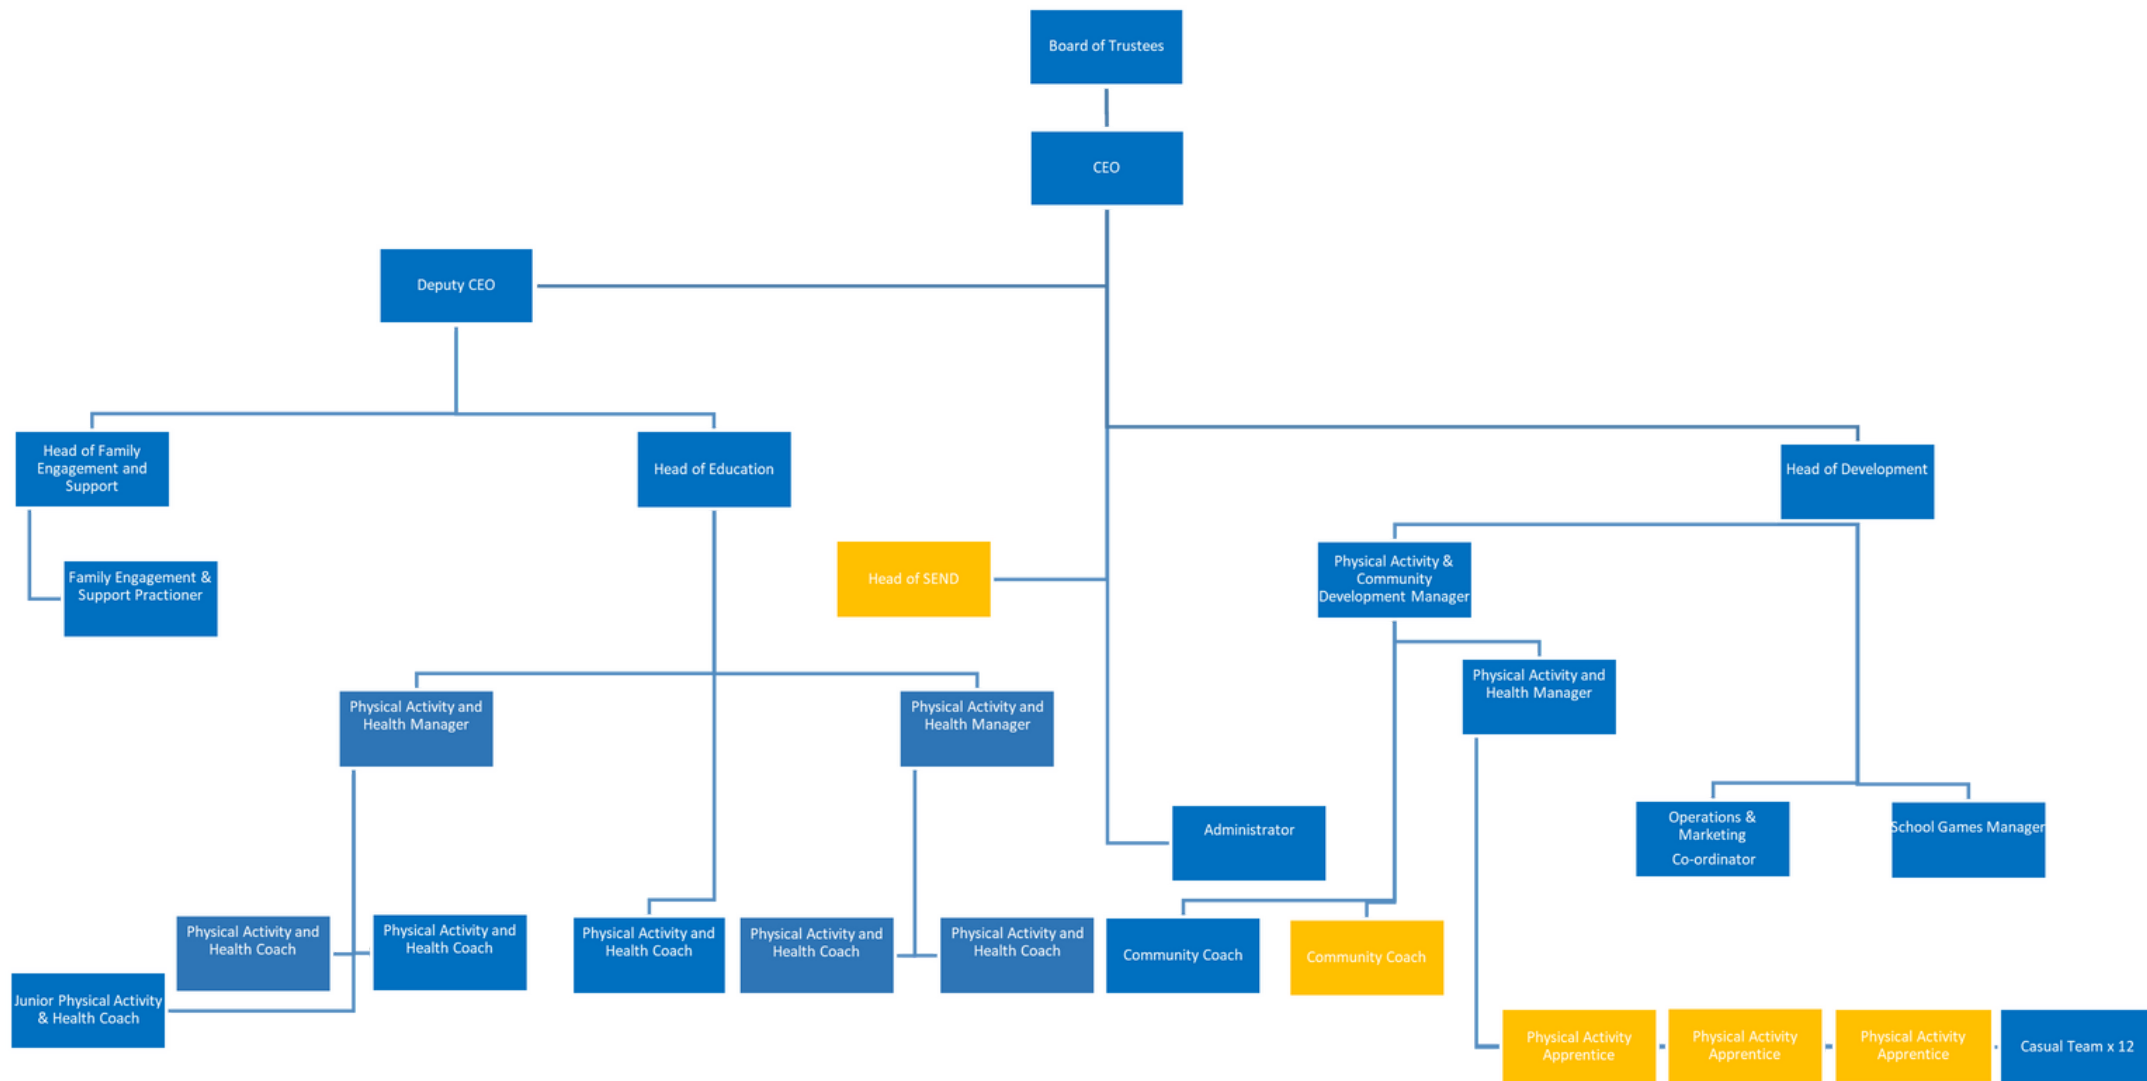 Board of Trustees
CEO
Deputy CEO
Head of Family
Engagement and
Support
Head of Education
Head of Development
Family Engagement &
Support Practioner
Head of SEND
Physical Activity &
Community
Development Manager
Physical Activity and
Health Manager
Physical Activity and
Health Manager
Physical Activity and
Health Manager
Administrator
Operations &
Marketing
Co-ordinator
School Games Manager
Physical Activity and
Health Coach
Physical Activity and
Health Coach
Physical Activity and
Health Coach
Physical Activity and
Health Coach
Physical Activity and
Health Coach
Community Coach
Community Coach
Junior Physical Activity
& Health Coach
Physical Activity
Apprentice
Physical Activity
Apprentice
Physical Activity
Apprentice
Casual Team x 12